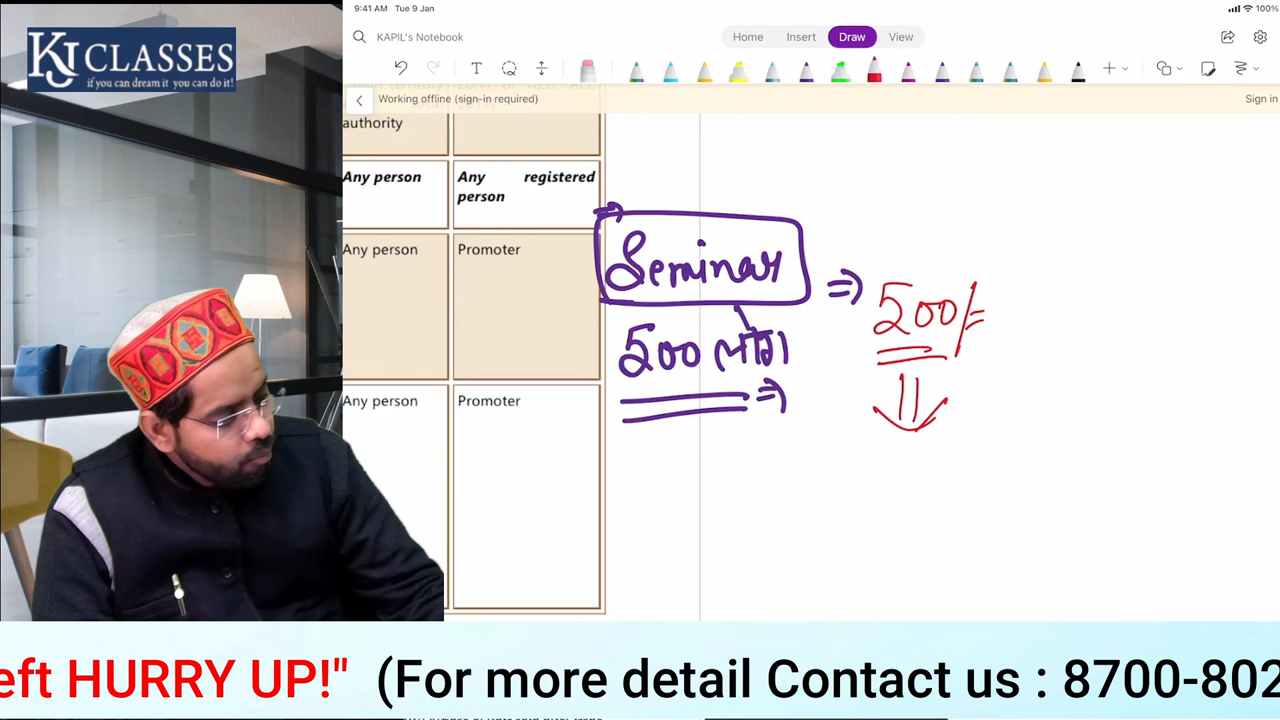 KJ CLASSES
if you can dream it you can do it!
9:41 AM Tue 9 Jan
100%
KAPIL's Notebook
Home Insert Draw View
Working offline (sign-in required)
Sign in
authority
Any person
Any registered
person
Any person
Promoter
Any person
Promoter
Seminar
500
500/=
eft HURRY UP!" (For more detail Contact us : 8700-802